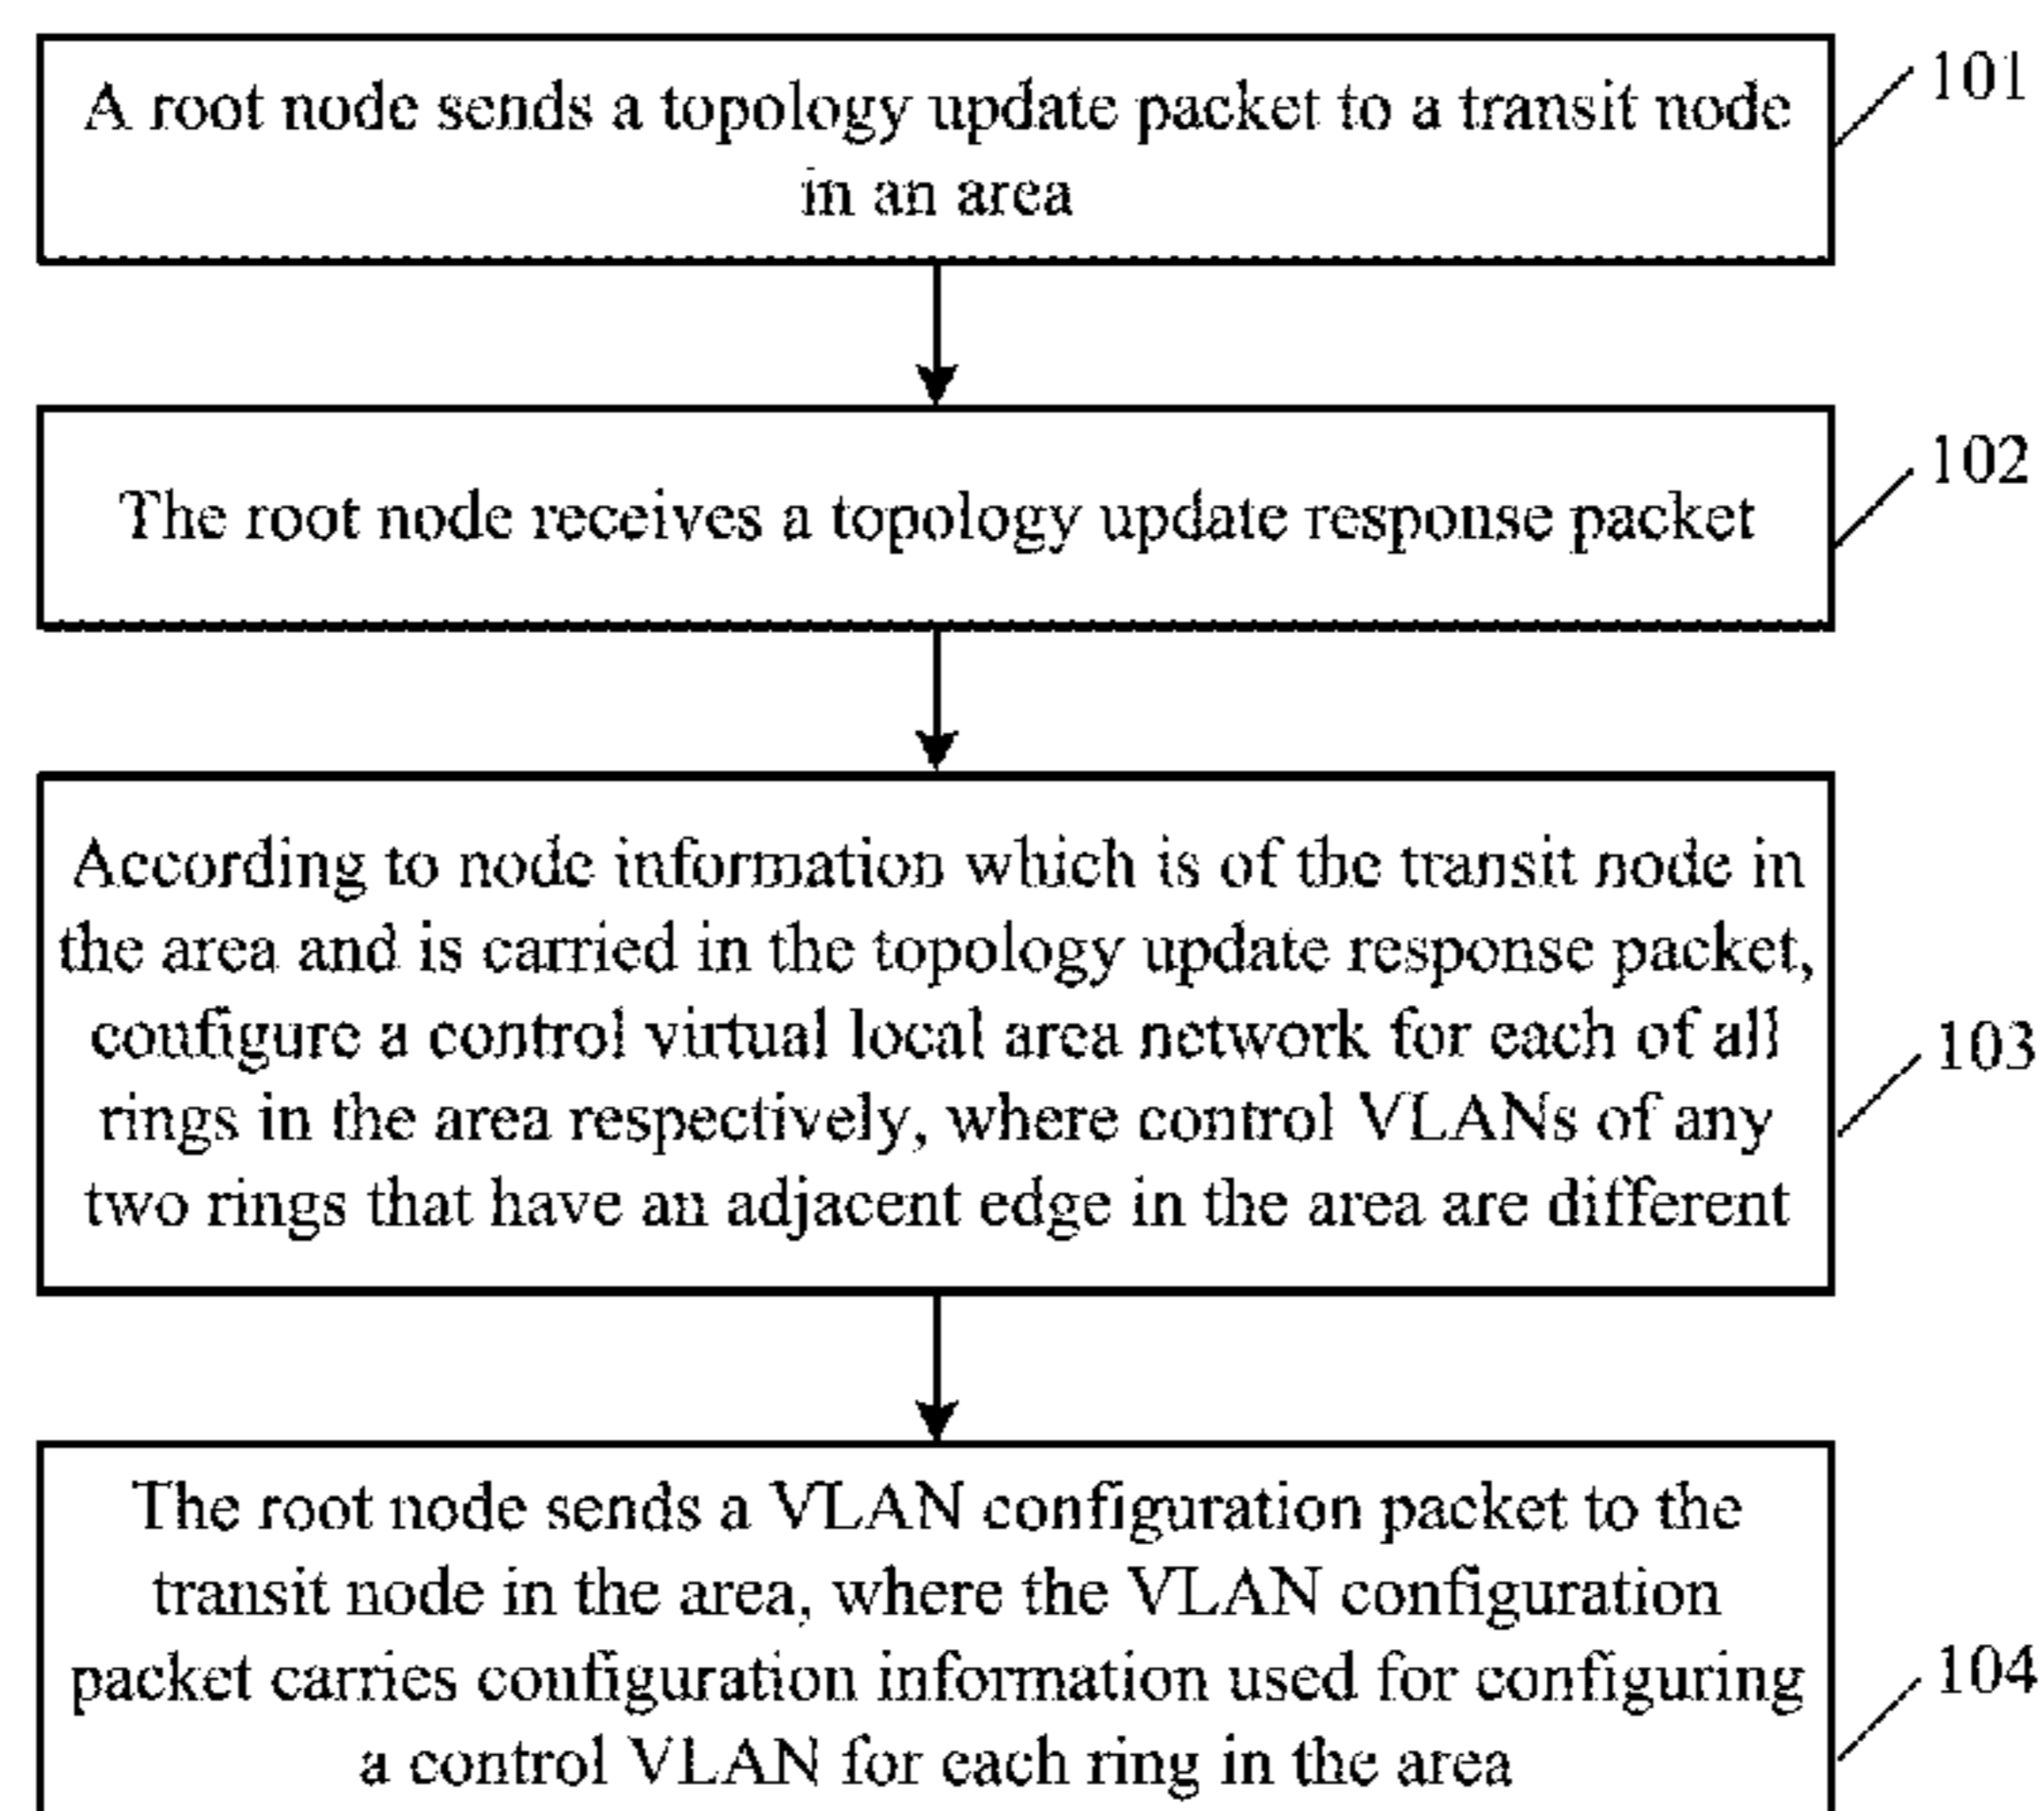 A root node sends a topology update packet to a transit node
in an area
101
The root node receives a topology update response packet
102
According to node information which is of the transit node in
the area and is carried in the topology update response packet,
configure a control virtual local area network for each of all
rings in the area respectively, where control VLANs of any
two rings that have an adjacent edge in the area are different
103
The root node sends a VLAN configuration packet to the
transit node in the area, where the VLAN configuration
packet carries configuration information used for configuring
a control VLAN for each ring in the area
104